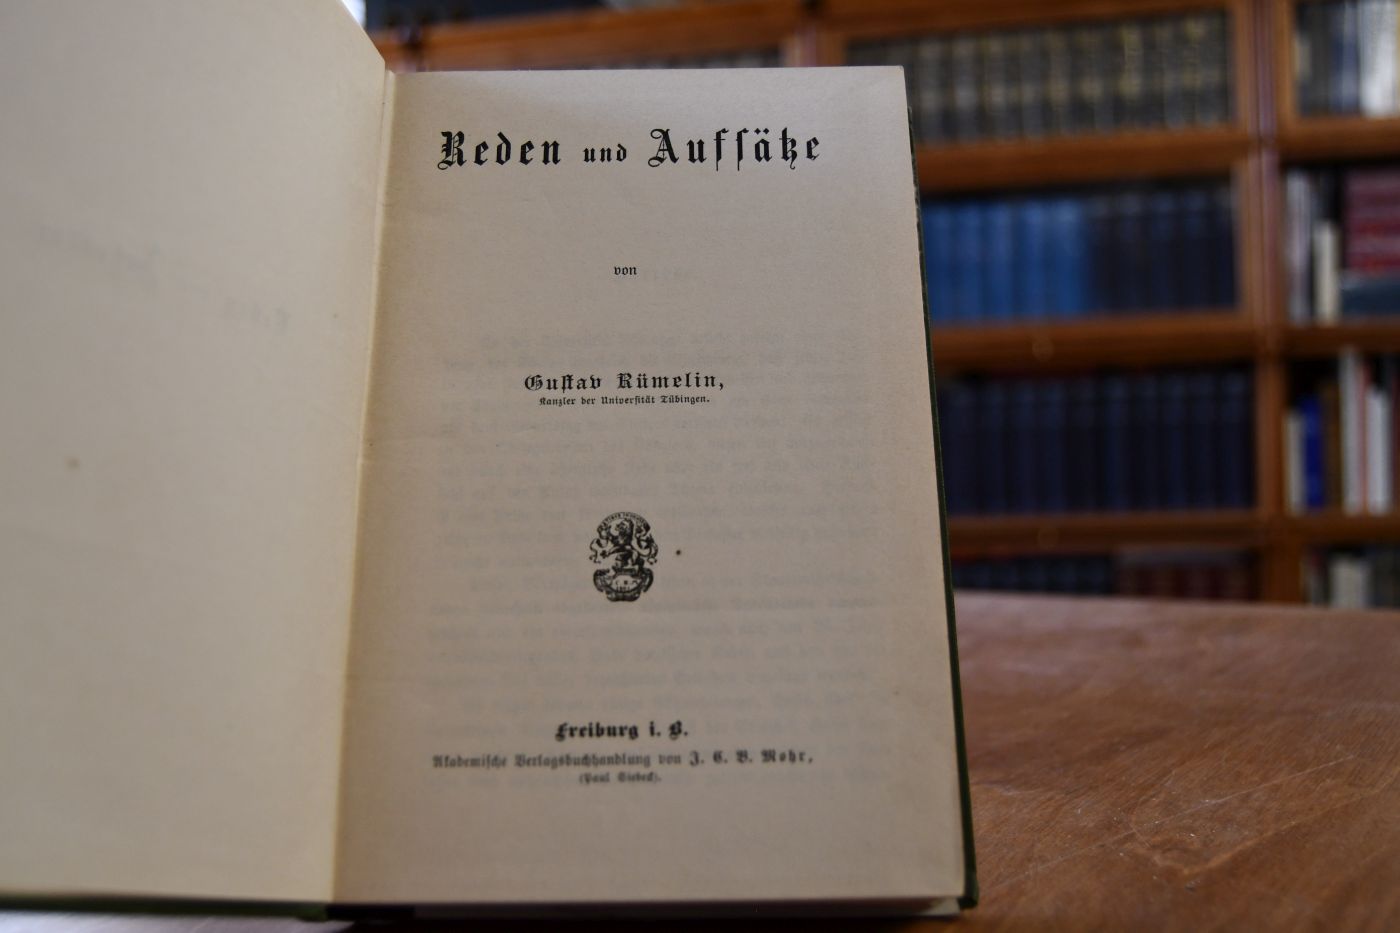 Reden und Aufſätze
von
Guſtav Rümelin,
Kanzler der Univerſität Tübingen.
Freiburg i. B.
Akademiſche Verlagsbuchhandlung von J. C. B. Mohr,
(Paul Siebeck).